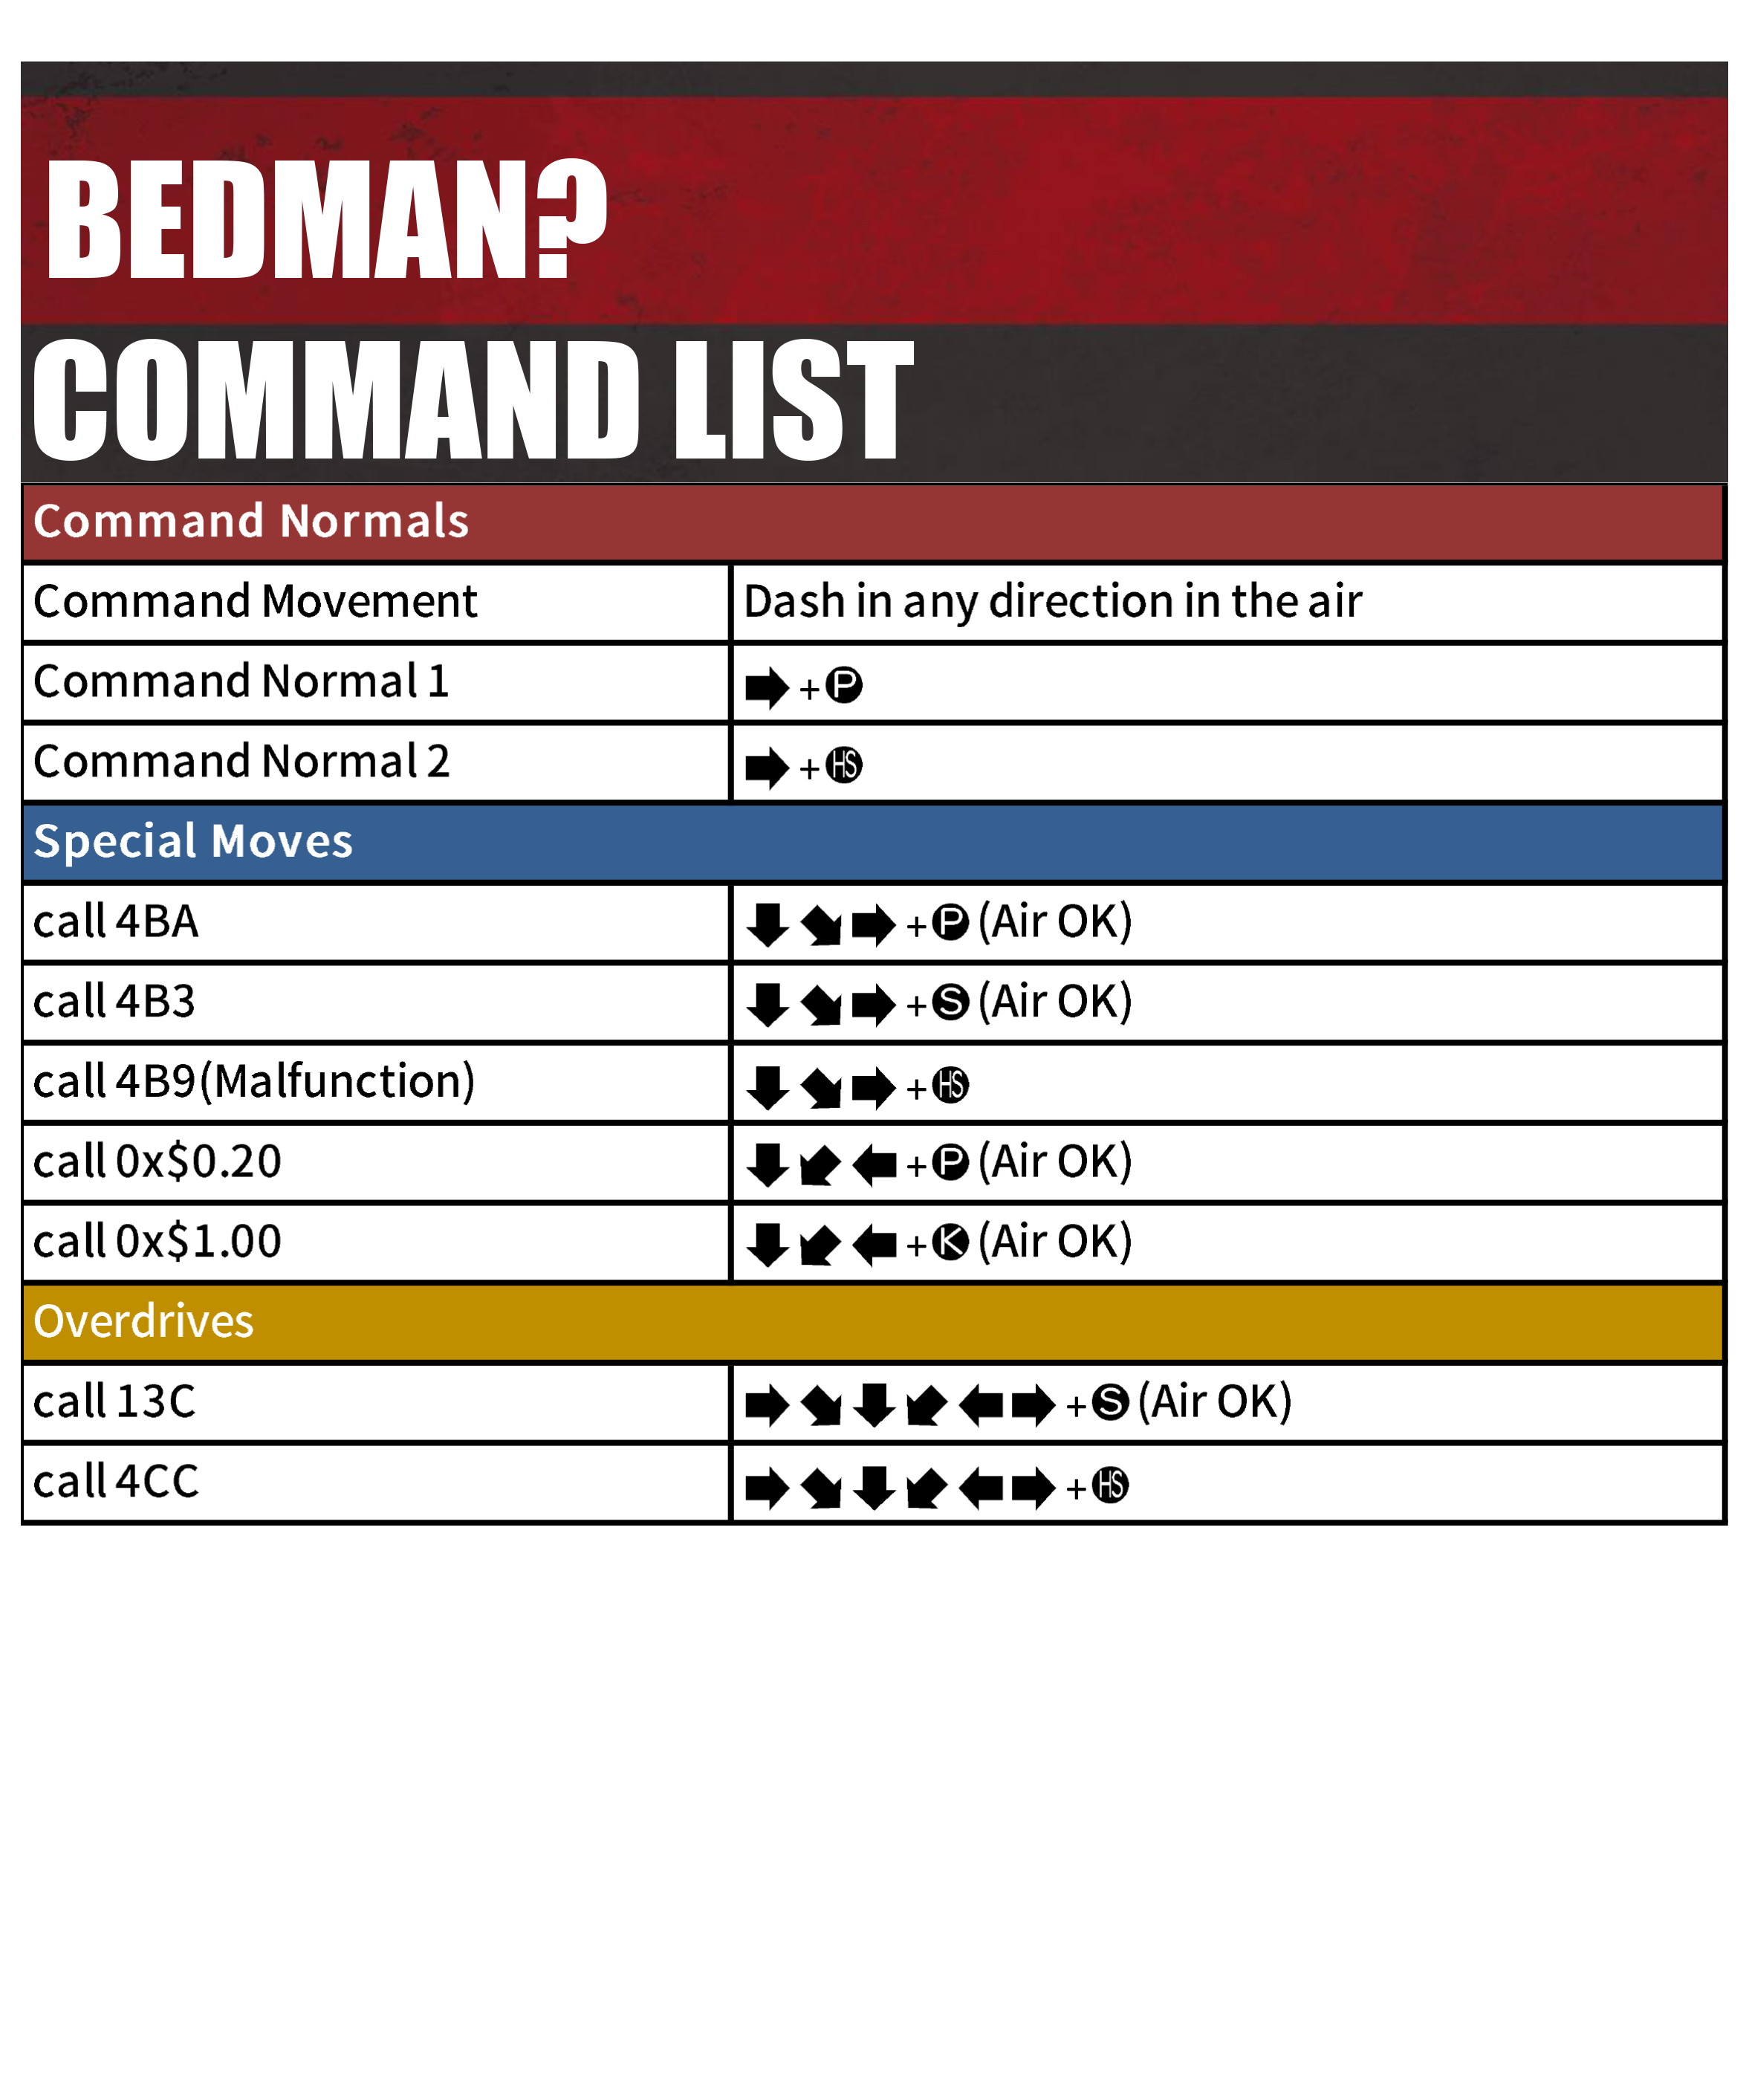 BEDMAN?
COMMAND LIST
Command Normals
Command Movement Dash in any direction in the air
Command Normal 1 ➡ + P
Command Normal 2 ➡ + HS
Special Moves
call 4BA ⬇ ⬊ ➡ + P (Air OK)
call 4B3 ⬇ ⬊ ➡ + S (Air OK)
call 4B9(Malfunction) ⬇ ⬊ ➡ + HS
call 0x$0.20 ⬇ ⬋ ⬅ + P (Air OK)
call 0x$1.00 ⬇ ⬋ ⬅ + K (Air OK)
Overdrives
call 13C ➡ ⬊ ⬇ ⬋ ⬅ ➡ + S (Air OK)
call 4CC ➡ ⬊ ⬇ ⬋ ⬅ ➡ + HS